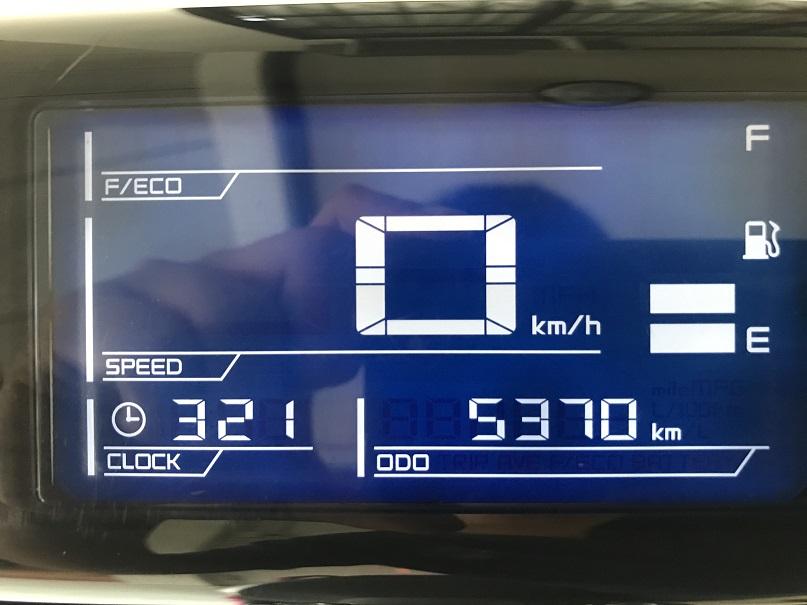 F
F/ECO
0 km/h
E
SPEED
321
5370 km
CLOCK
ODO